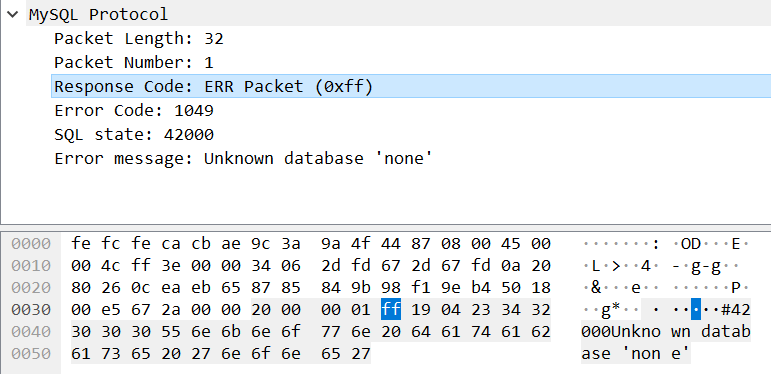 MySQL Protocol
Packet Length: 32
Packet Number: 1
Response Code: ERR Packet (0xff)
Error Code: 1049
SQL state: 42000
Error message: Unknown database 'none'
0000 fe fc fe ca cb ae 9c 3a 9a 4f 44 87 08 00 45 00 ·······: ·OD···E·
0010 00 4c ff 3e 00 00 34 06 2d fd 67 2d 67 fd 0a 20 ·L·>··4· -·g-g·· 
0020 80 26 0c ea eb 65 87 85 84 9b 98 f1 9e b4 50 18 ·&···e·· ······P·
0030 00 e5 67 2a 00 00 20 00 00 01 ff 19 04 23 34 32 ··g*·· · ·····#42
0040 30 30 30 55 6e 6b 6e 6f 77 6e 20 64 61 74 61 62 000Unkno wn datab
0050 61 73 65 20 27 6e 6f 6e 65 27 ase 'non e'